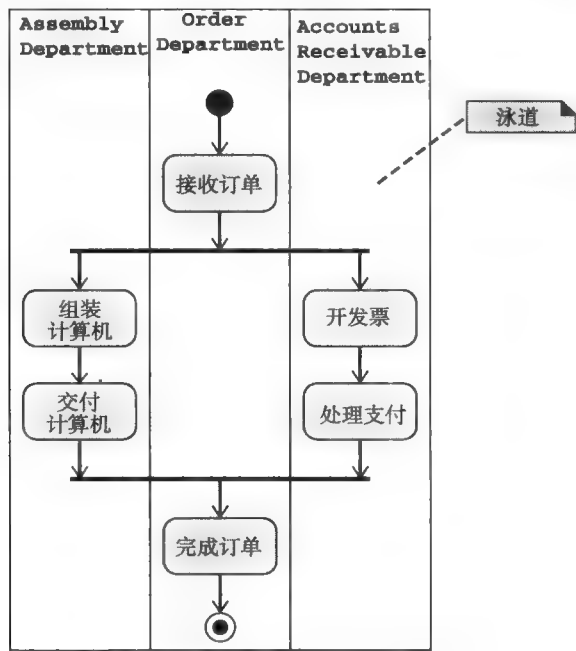 Assembly
Department
Order
Department
Accounts
Receivable
Department
泳道
接收订单
组装
计算机
开发票
交付
计算机
处理支付
完成订单